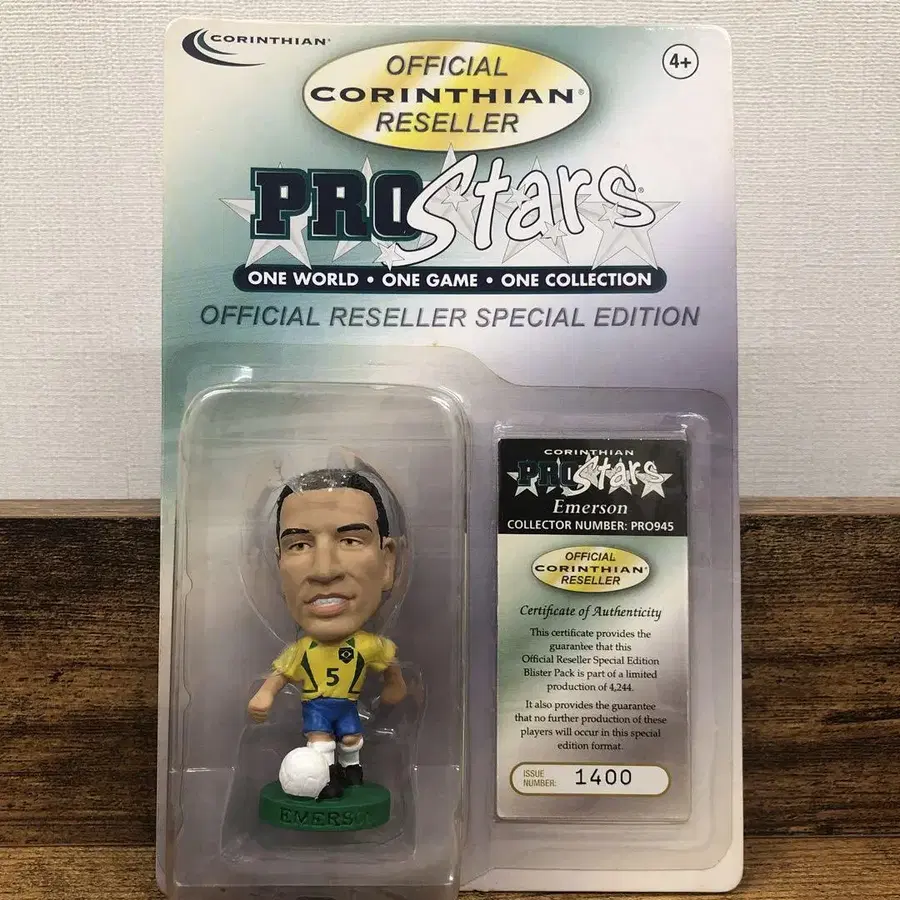 CORINTHIAN®
4+
OFFICIAL
CORINTHIAN®
RESELLER
PROStars®
ONE WORLD • ONE GAME • ONE COLLECTION
OFFICIAL RESELLER SPECIAL EDITION
CORINTHIAN
PROStars
Emerson
COLLECTOR NUMBER: PRO945
OFFICIAL
CORINTHIAN®
RESELLER
Certificate of Authenticity
This certificate provides the
guarantee that this
Official Reseller Special Edition
Blister Pack is part of a limited
production of 4,244.
It also provides the guarantee
that no further production of these
players will occur in this special
edition format.
ISSUE
NUMBER: 1400
5
EMERSON